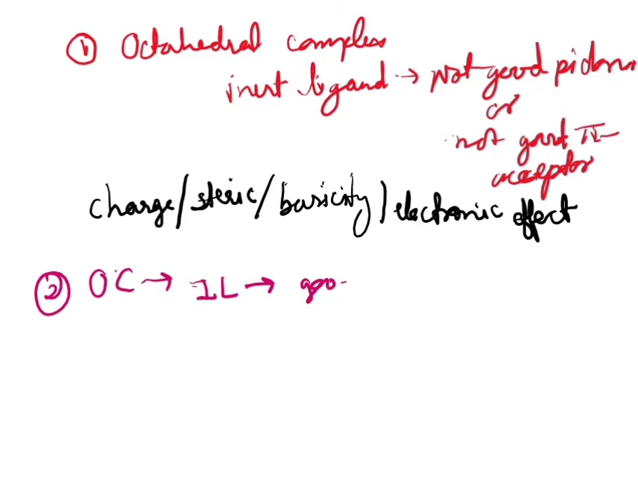 ① Octahedral complex
inert ligand → not good pi donor
or
not good π-
acceptor
charge/steric/basicity/electronic effect
② OC → IL → goo